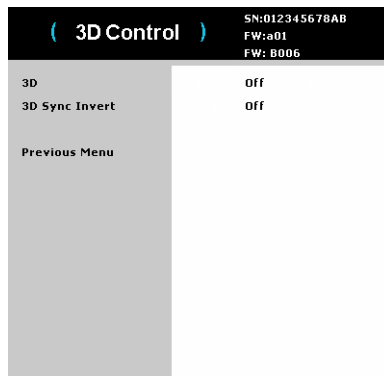 ( 3D Control )
SN:012345678AB
FW:a01
FW: B006
3D Off
3D Sync Invert Off
Previous Menu